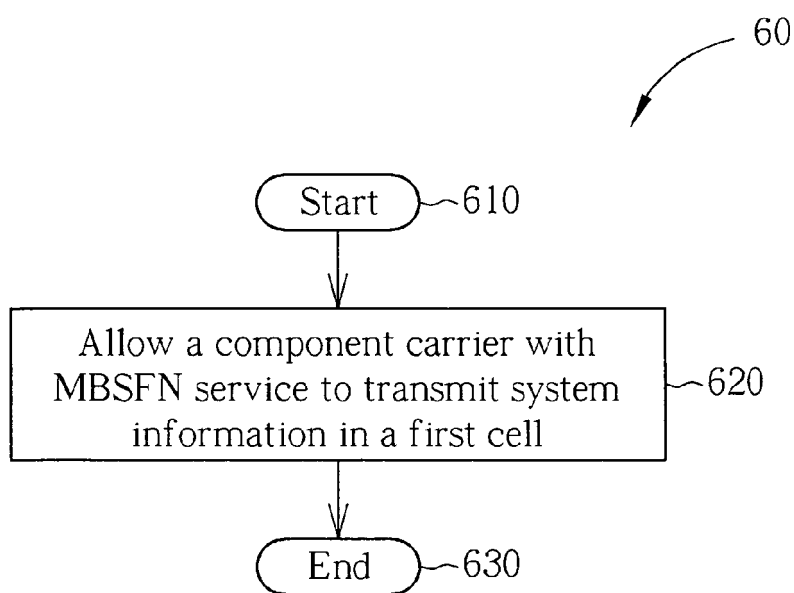 60
Start
610
Allow a component carrier with
MBSFN service to transmit system
information in a first cell
620
End
630